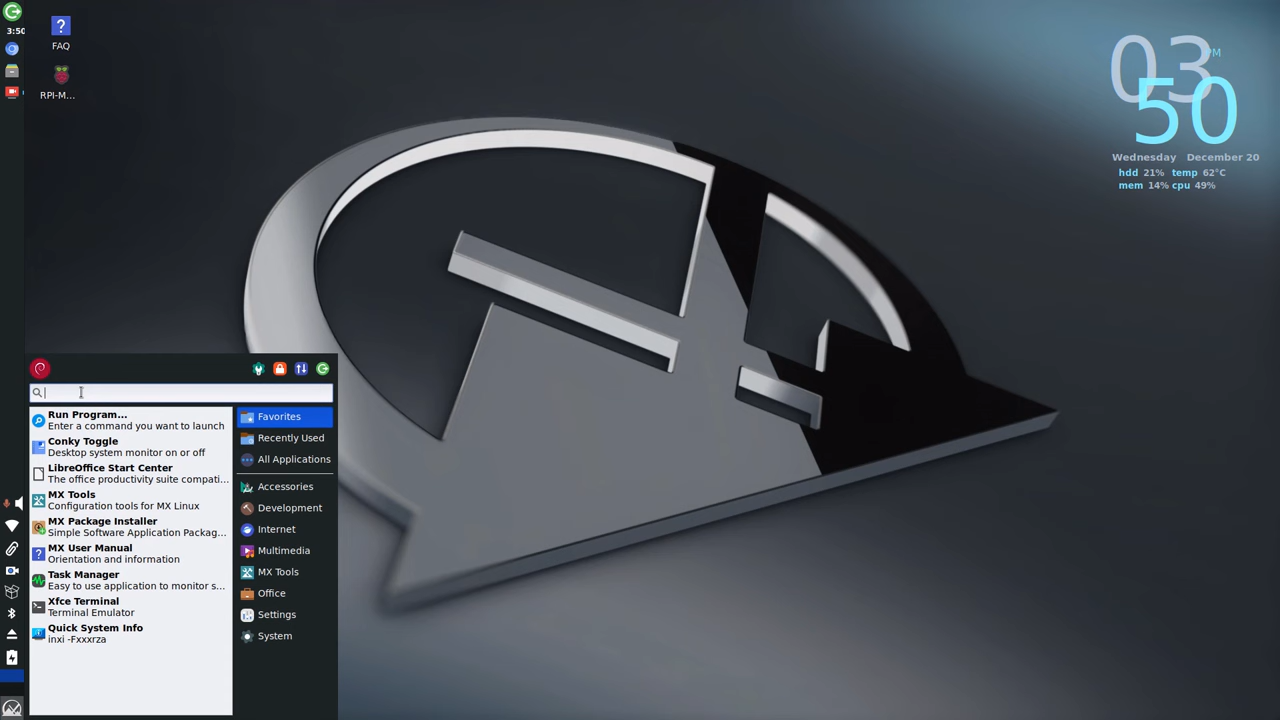 3:50
FAQ
RPI-M...
03
PM
50
Wednesday December 20
hdd 21% temp 62°C
mem 14% cpu 49%
Run Program...
Enter a command you want to launch
Conky Toggle
Desktop system monitor on or off
LibreOffice Start Center
The office productivity suite compati...
MX Tools
Configuration tools for MX Linux
MX Package Installer
Simple Software Application Packag...
MX User Manual
Orientation and information
Task Manager
Easy to use application to monitor s...
Xfce Terminal
Terminal Emulator
Quick System Info
inxi -Fxxxrza
Favorites
Recently Used
All Applications
Accessories
Development
Internet
Multimedia
MX Tools
Office
Settings
System